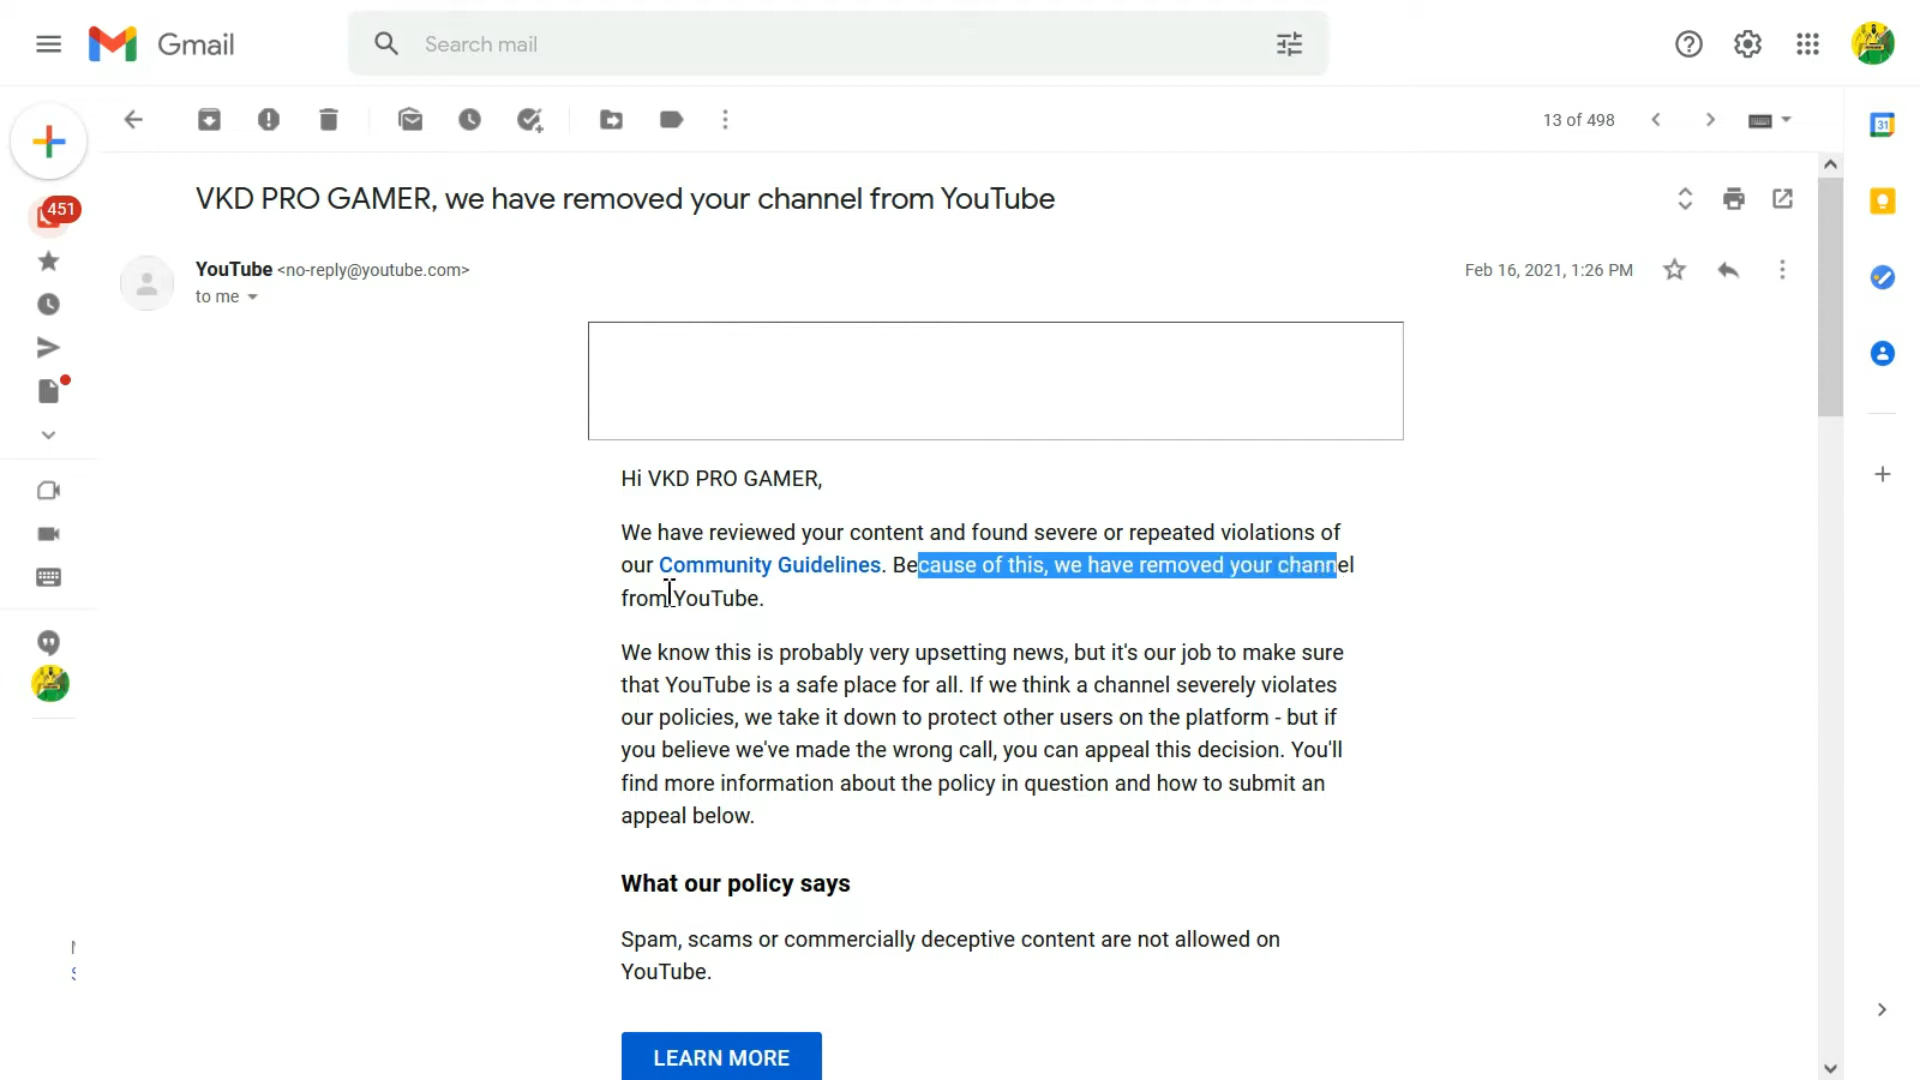 Gmail
Search mail
13 of 498
451
VKD PRO GAMER, we have removed your channel from YouTube
YouTube <no-reply@youtube.com>
Feb 16, 2021, 1:26 PM
to me
31
Hi VKD PRO GAMER,
We have reviewed your content and found severe or repeated violations of
our Community Guidelines. Because of this, we have removed your channel
from YouTube.
We know this is probably very upsetting news, but it's our job to make sure
that YouTube is a safe place for all. If we think a channel severely violates
our policies, we take it down to protect other users on the platform - but if
you believe we've made the wrong call, you can appeal this decision. You'll
find more information about the policy in question and how to submit an
appeal below.
What our policy says
Spam, scams or commercially deceptive content are not allowed on
YouTube.
LEARN MORE